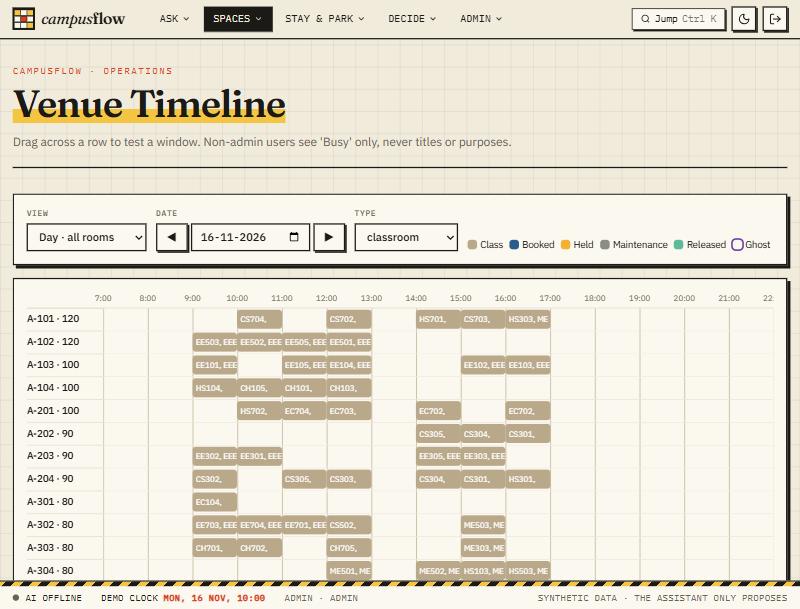 campusflow ASK SPACES STAY & PARK DECIDE ADMIN Jump Ctrl K
CAMPUSFLOW · OPERATIONS
Venue Timeline
Drag across a row to test a window. Non-admin users see 'Busy' only, never titles or purposes.
VIEW DATE TYPE
Day · all rooms 16-11-2026 classroom Class Booked Held Maintenance Released Ghost
7:00 8:00 9:00 10:00 11:00 12:00 13:00 14:00 15:00 16:00 17:00 18:00 19:00 20:00 21:00 22:
A-101 · 120 CS704, CS702, HS701, CS703, HS303, ME
A-102 · 120 EE503, EEE EE502, EEE EE505, EEE EE501, EEE
A-103 · 100 EE101, EEE EE105, EEE EE104, EEE EE102, EEE EE103, EEE
A-104 · 100 HS104, CH105, CH101, CH103,
A-201 · 100 HS702, EC704, EC703, EC702, EC702,
A-202 · 90 CS305, CS304, CS301,
A-203 · 90 EE302, EEE EE301, EEE EE305, EEE EE303, EEE
A-204 · 90 CS302, CS305, CS303, CS304, CS301, HS301,
A-301 · 80 EC104,
A-302 · 80 EE703, EEE EE704, EEE EE701, EEE CS502, ME503, ME
A-303 · 80 CH701, CH702, CH705, ME303, ME
A-304 · 80 ME501, ME ME502, ME HS103, ME HS503, ME
AI OFFLINE DEMO CLOCK MON, 16 NOV, 10:00 ADMIN · ADMIN SYNTHETIC DATA · THE ASSISTANT ONLY PROPOSES